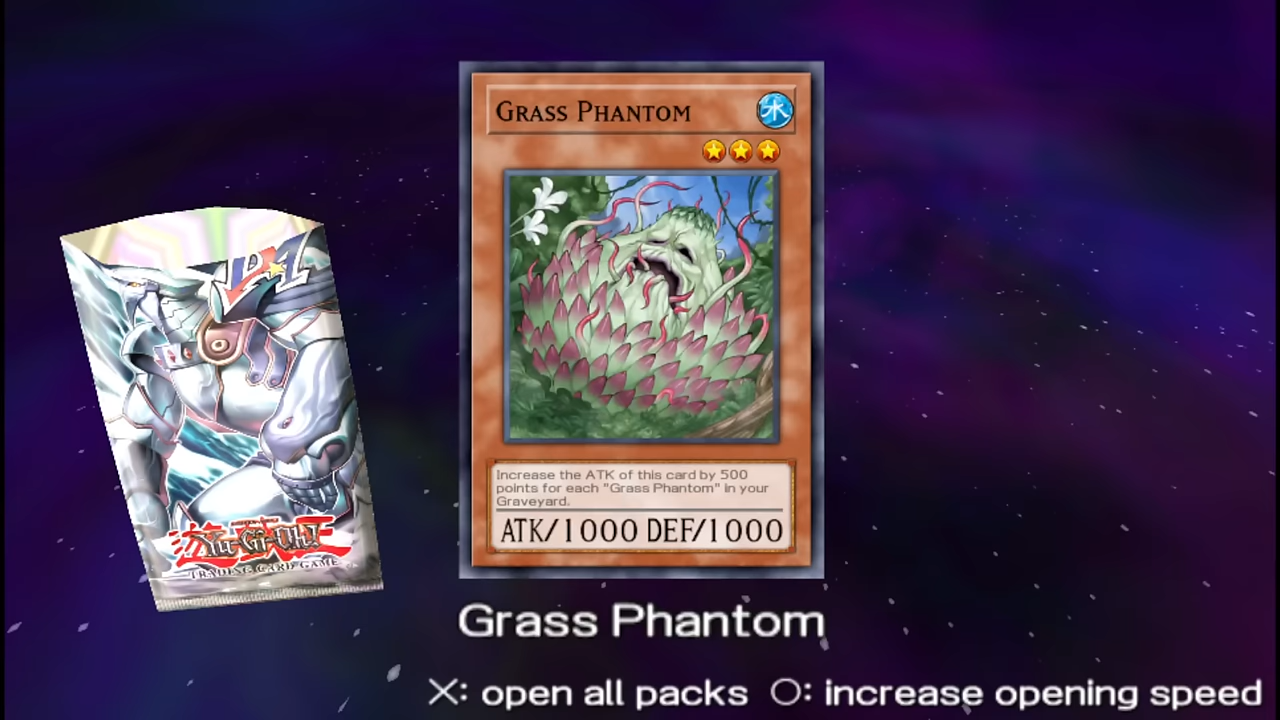 GRASS PHANTOM
水
Increase the ATK of this card by 500
points for each "Grass Phantom" in your
Graveyard.
ATK/1000 DEF/1000
Yu-Gi-Oh!
TRADING CARD GAME
Grass Phantom
X: open all packs O: increase opening speed